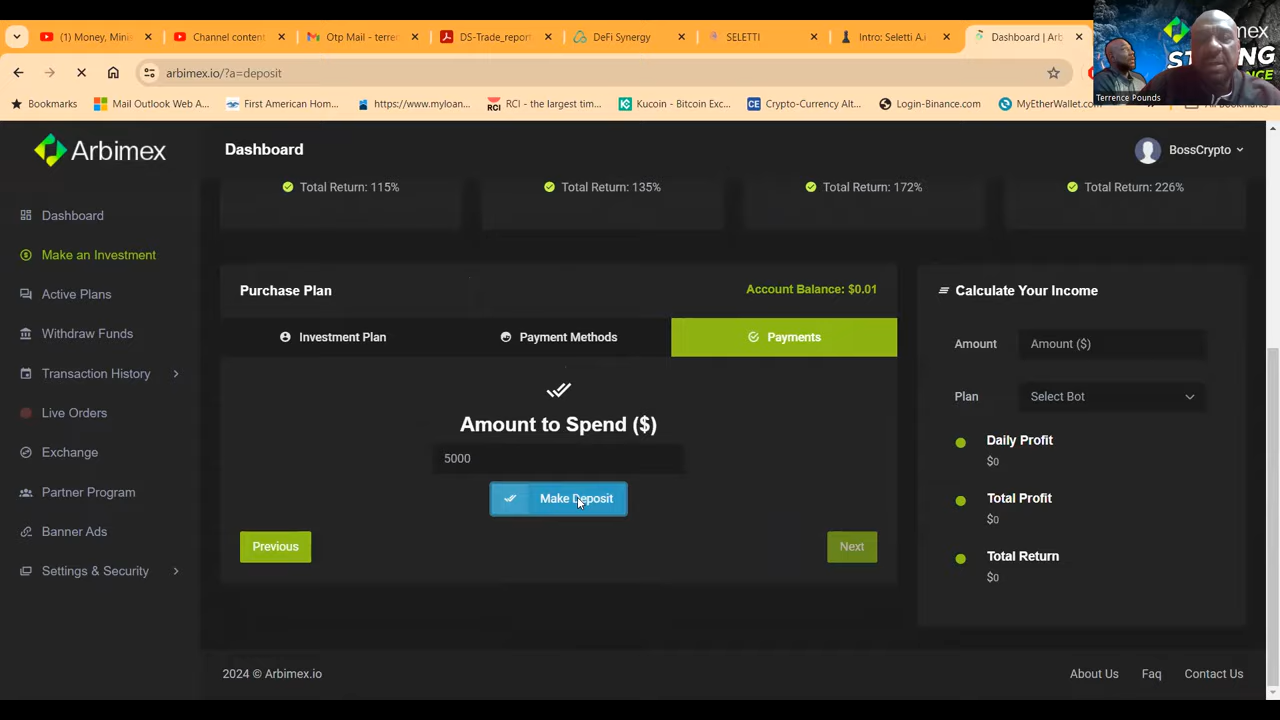 (1) Money, Mini
Channel content
Otp Mail - terre
DS-Trade_report
DeFi Synergy
SELETTI
Intro: Seletti A.i
Dashboard | Arb
arbimex.io/?a=deposit
Terrence Pounds
Bookmarks
Mail Outlook Web A...
First American Hom...
https://www.myloan...
RCI - the largest tim...
Kucoin - Bitcoin Exc...
Crypto-Currency Alt...
Login-Binance.com
MyEtherWallet.com
Arbimex
Dashboard
BossCrypto
Total Return: 115%
Total Return: 135%
Total Return: 172%
Total Return: 226%
Dashboard
Make an Investment
Active Plans
Withdraw Funds
Transaction History
Live Orders
Exchange
Partner Program
Banner Ads
Settings & Security
Purchase Plan
Account Balance: $0.01
Investment Plan
Payment Methods
Payments
Amount to Spend ($)
5000
Make Deposit
Previous
Next
Calculate Your Income
Amount
Amount ($)
Plan
Select Bot
Daily Profit
$0
Total Profit
$0
Total Return
$0
2024 © Arbimex.io
About Us
Faq
Contact Us